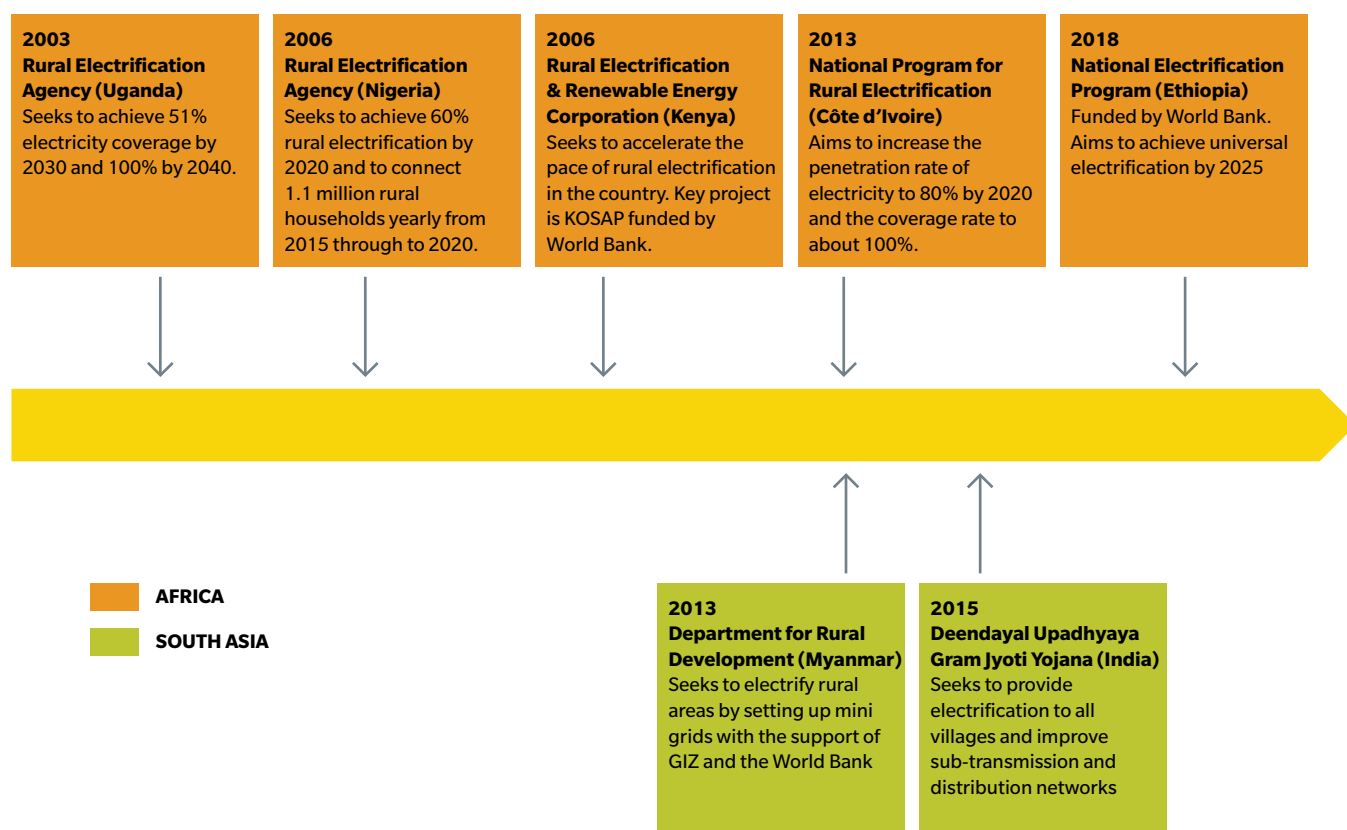 2003
Rural Electrification
Agency (Uganda)
Seeks to achieve 51%
electricity coverage by
2030 and 100% by 2040.
2006
Rural Electrification
Agency (Nigeria)
Seeks to achieve 60%
rural electrification by
2020 and to connect
1.1 million rural
households yearly from
2015 through to 2020.
2006
Rural Electrification
& Renewable Energy
Corporation (Kenya)
Seeks to accelerate the
pace of rural electrification
in the country. Key project
is KOSAP funded by
World Bank.
2013
National Program for
Rural Electrification
(Côte d’Ivoire)
Aims to increase the
penetration rate of
electricity to 80% by 2020
and the coverage rate to
about 100%.
2018
National Electrification
Program (Ethiopia)
Funded by World Bank.
Aims to achieve universal
electrification by 2025
AFRICA
SOUTH ASIA
2013
Department for Rural
Development (Myanmar)
Seeks to electrify rural
areas by setting up mini
grids with the support of
GIZ and the World Bank
2015
Deendayal Upadhyaya
Gram Jyoti Yojana (India)
Seeks to provide
electrification to all
villages and improve
sub-transmission and
distribution networks